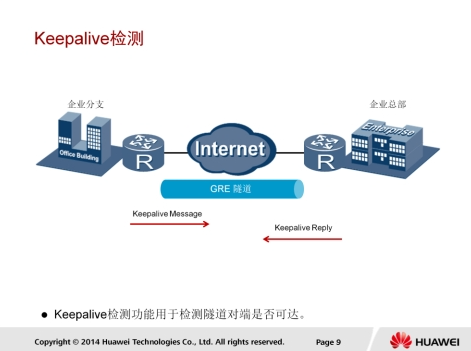 Keepalive检测
企业分支
企业总部
Office Building
R
Internet
R
Enterprise
GRE 隧道
Keepalive Message
Keepalive Reply
● Keepalive检测功能用于检测隧道对端是否可达。
Copyright © 2014 Huawei Technologies Co., Ltd. All rights reserved.
Page 9
HUAWEI